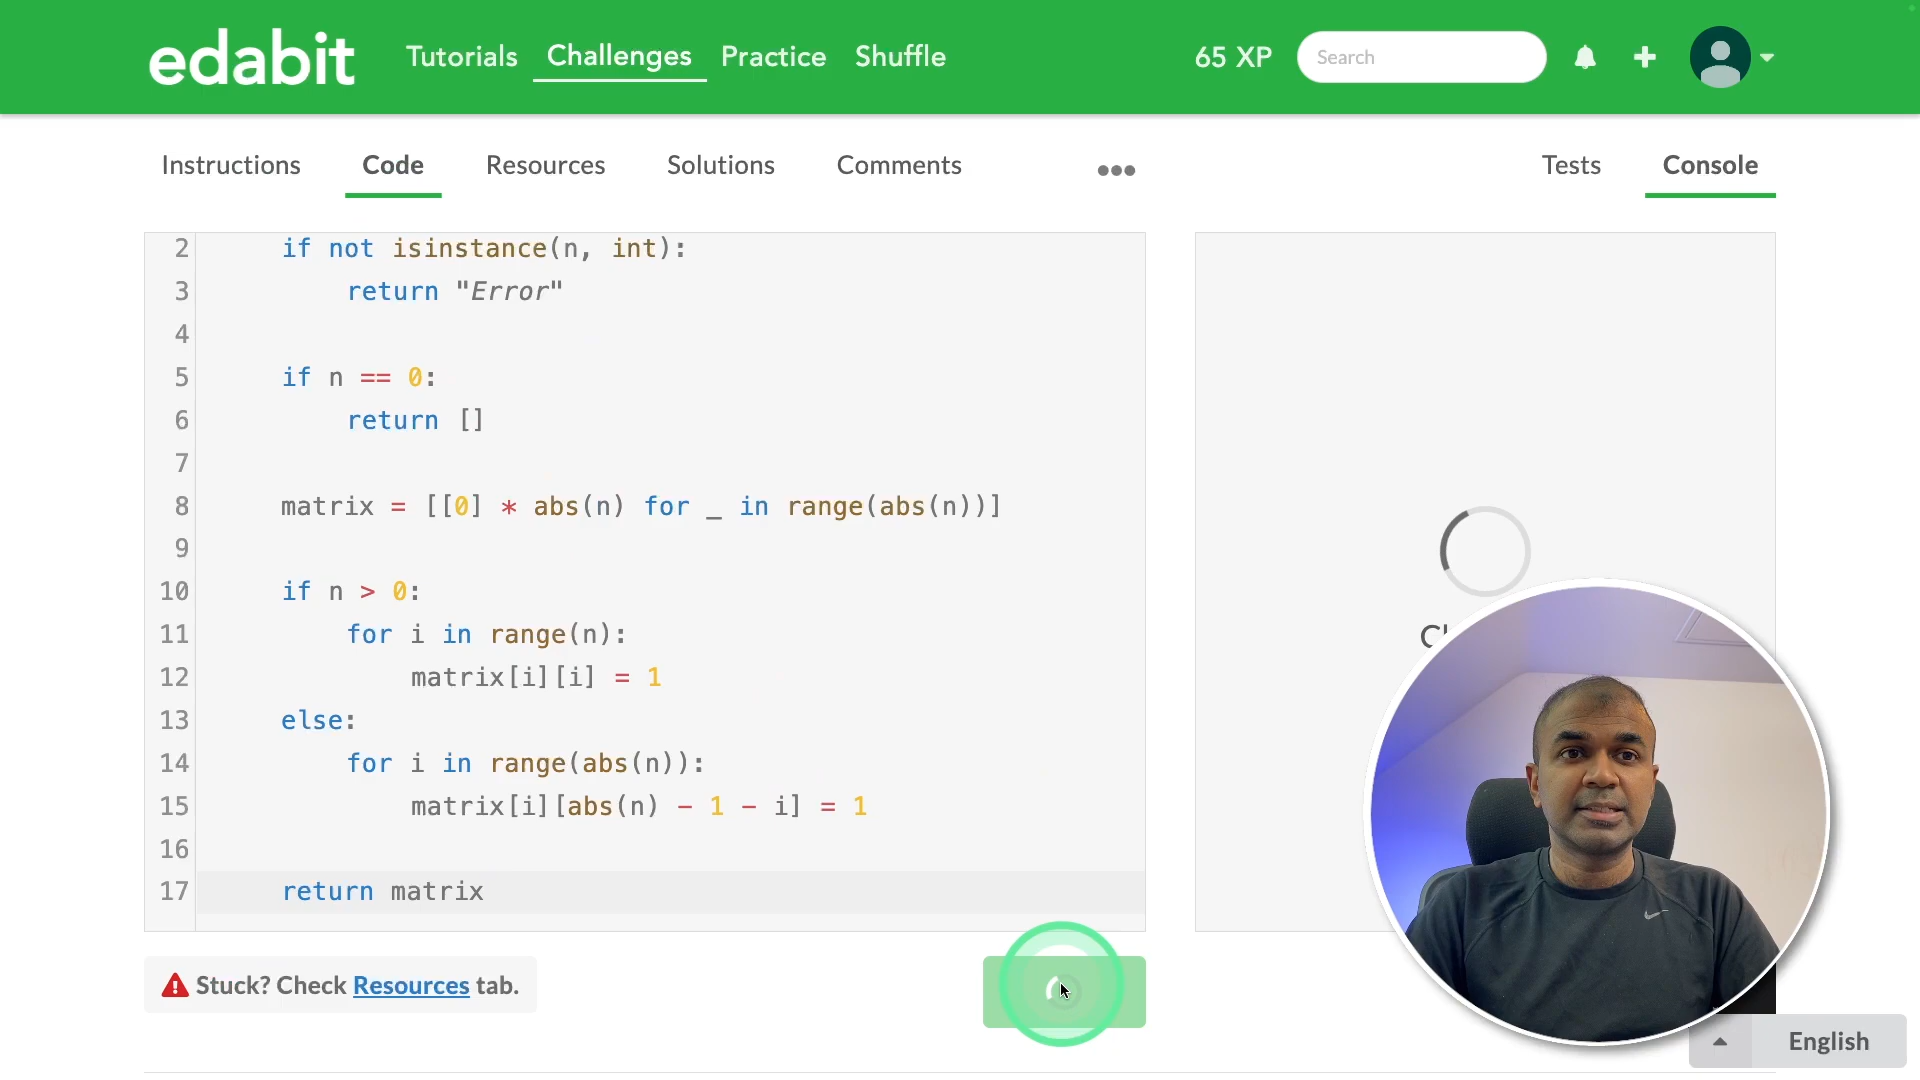 edabit
Tutorials Challenges Practice Shuffle
65 XP
Search
Instructions Code Resources Solutions Comments
Tests Console
2 if not isinstance(n, int):
3 return "Error"
4
5 if n == 0:
6 return []
7
8 matrix = [[0] * abs(n) for _ in range(abs(n))]
9
10 if n > 0:
11 for i in range(n):
12 matrix[i][i] = 1
13 else:
14 for i in range(abs(n)):
15 matrix[i][abs(n) - 1 - i] = 1
16
17 return matrix
Stuck? Check Resources tab.
English